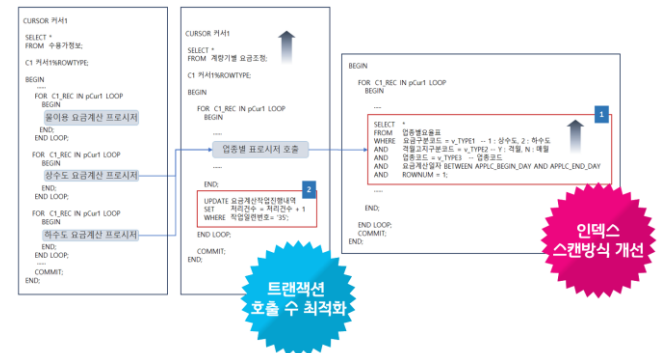 CURSOR 커서1
SELECT *
FROM 수용가정보;
C1 커서1%ROWTYPE;
BEGIN
.....
FOR C1_REC IN pCur1 LOOP
BEGIN
물이용 요금계산 프로시저
END;
END LOOP;
FOR C1_REC IN pCur1 LOOP
BEGIN
상수도 요금계산 프로시저
END;
END LOOP;
FOR C1_REC IN pCur1 LOOP
BEGIN
하수도 요금계산 프로시저
END;
END LOOP;
.....
COMMIT;
END;
CURSOR 커서1
SELECT *
FROM 계량기별 요금조정;
C1 커서1%ROWTYPE;
BEGIN
FOR C1_REC IN pCur1 LOOP
BEGIN
.....
업종별 프로시저 호출
.....
END;
2
UPDATE 요금계산작업진행내역
SET 처리건수 = 처리건수 + 1
WHERE 작업일련번호= '35';
END LOOP;
COMMIT;
END;
트랜잭션
호출 수 최적화
BEGIN
FOR C1_REC IN pCur1 LOOP
BEGIN
....
1
SELECT *
FROM 업종별요율표
WHERE 요금구분코드 = v_TYPE1 -- 1 : 상수도, 2 : 하수도
AND 격월고지구분코드 = v_TYPE2 -- Y : 격월, N : 매월
AND 업종코드 = v_TYPE3 -- 업종코드
AND 요금계산일자 BETWEEN APPLC_BEGIN_DAY AND APPLC_END_DAY
AND ROWNUM = 1;
.....
END;
END LOOP;
COMMIT;
END;
인덱스
스캔방식 개선